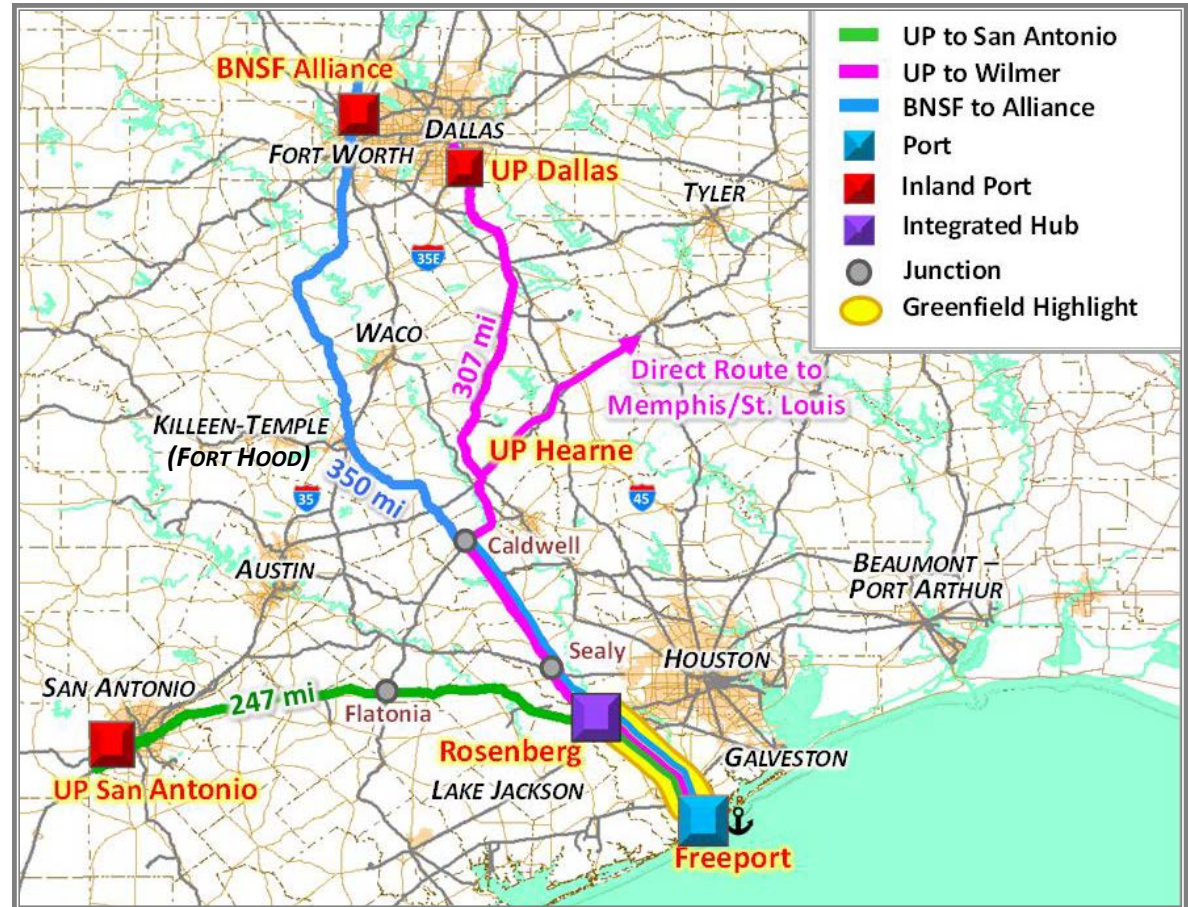 UP to San Antonio
UP to Wilmer
BNSF to Alliance
Port
Inland Port
Integrated Hub
Junction
Greenfield Highlight
BNSF Alliance
DALLAS
FORT WORTH
UP Dallas
TYLER
35E
WACO
307 mi
Direct Route to
Memphis/St. Louis
KILLEEN-TEMPLE
(FORT HOOD)
UP Hearne
350 mi
35
45
Caldwell
AUSTIN
BEAUMONT –
PORT ARTHUR
Sealy
HOUSTON
SAN ANTONIO
247 mi
Flatonia
Rosenberg
GALVESTON
UP San Antonio
LAKE JACKSON
Freeport